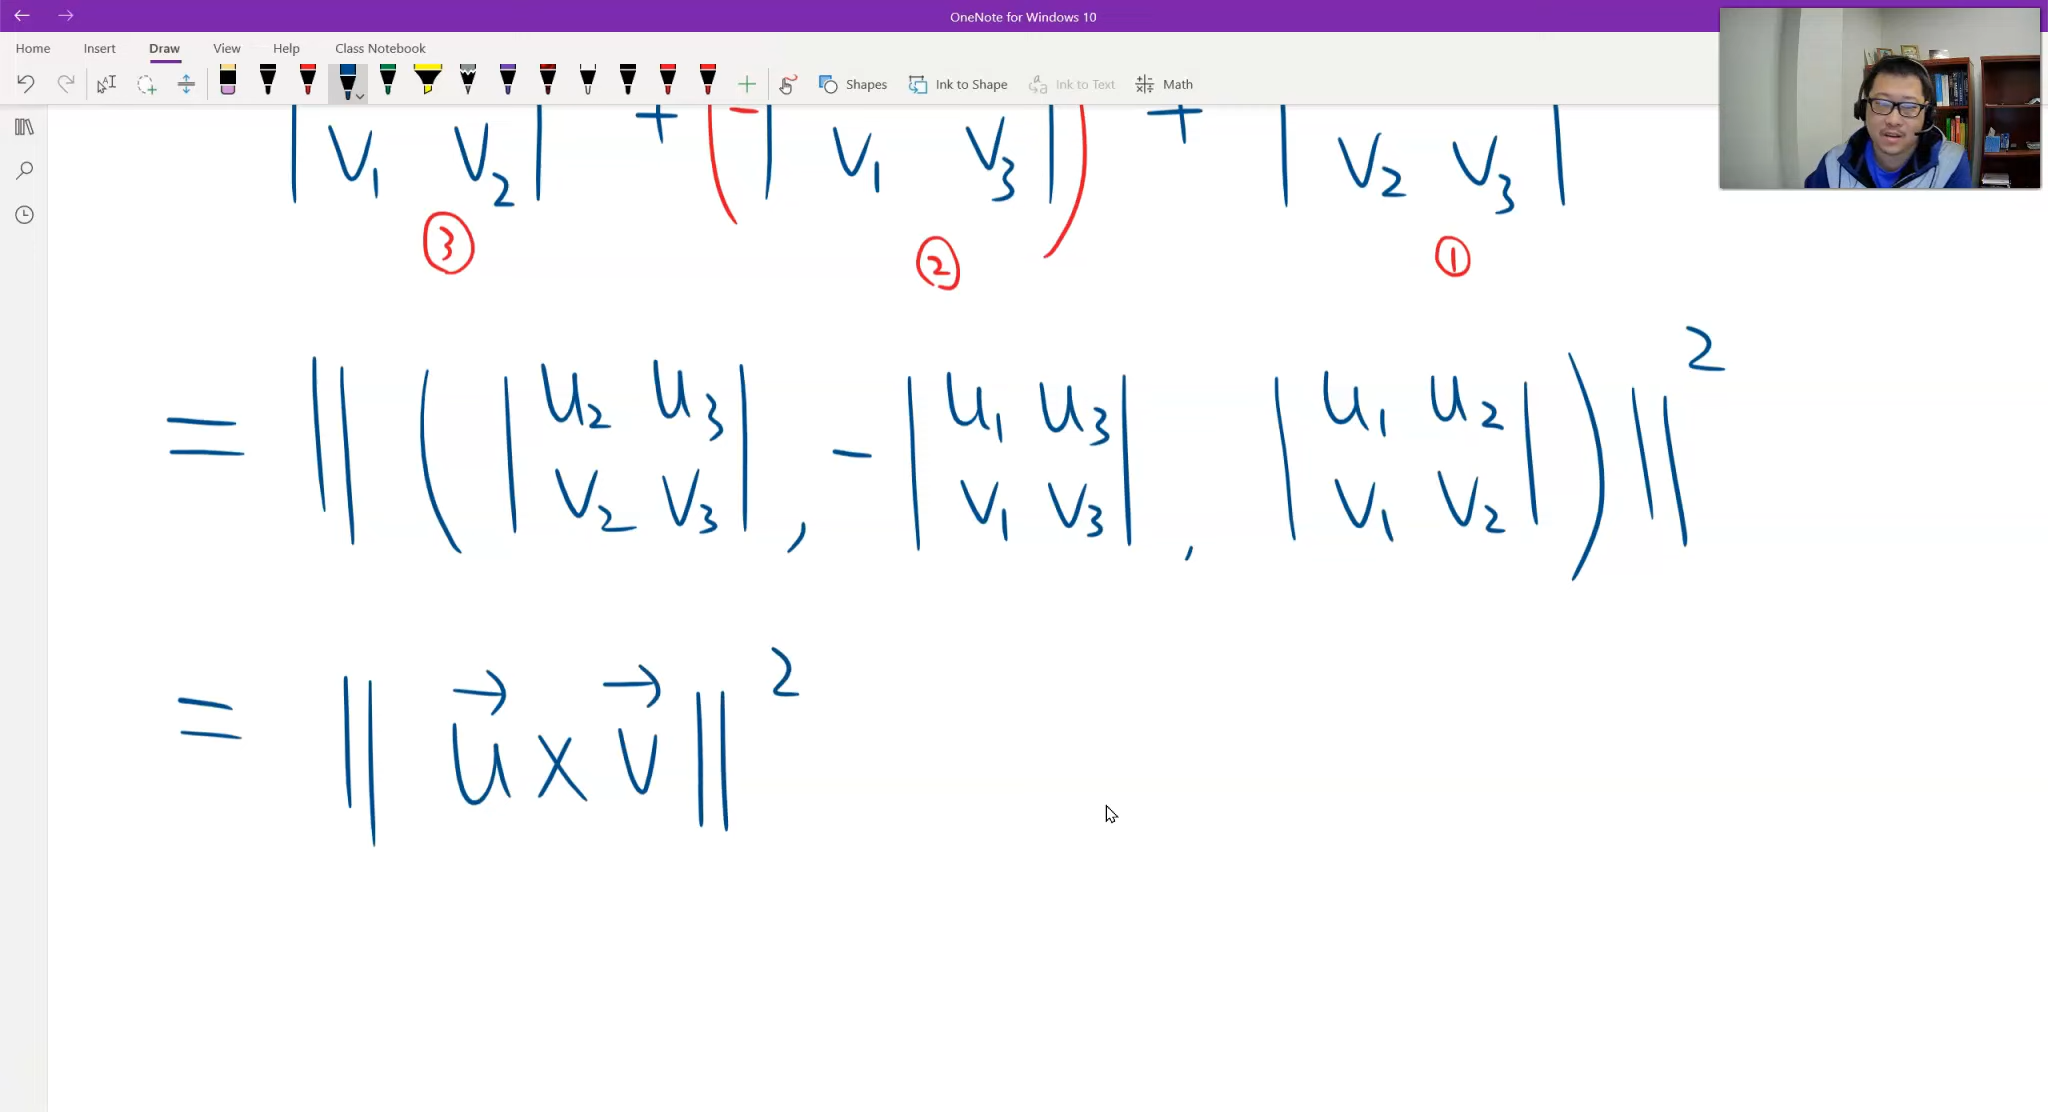 OneNote for Windows 10
Home Insert Draw View Help Class Notebook
Shapes Ink to Shape Ink to Text Math
| V₁ V₂ | + ( - | V₁ V₃ | ) + | V₂ V₃ |
③ ② ①
= || ( | U₂ U₃ | , - | U₁ U₃ | , | U₁ U₂ | ) || ²
V₂ V₃ V₁ V₃ V₁ V₂
= || u⃗ × v⃗ || ²